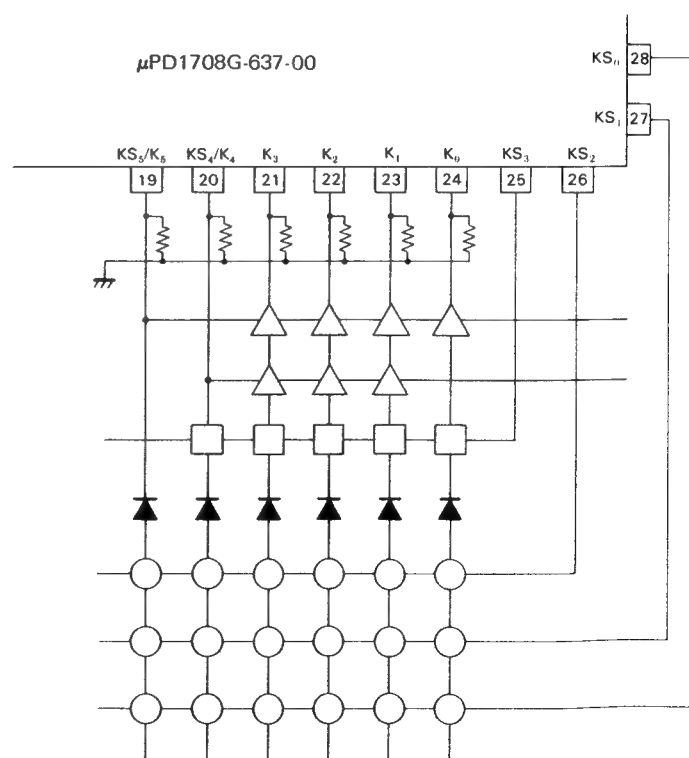 μPD1708G-637-00
KS₀ 28
KS₁ 27
KS₅/K₅ KS₄/K₄ K₃ K₂ K₁ K₀ KS₃ KS₂
19 20 21 22 23 24 25 26